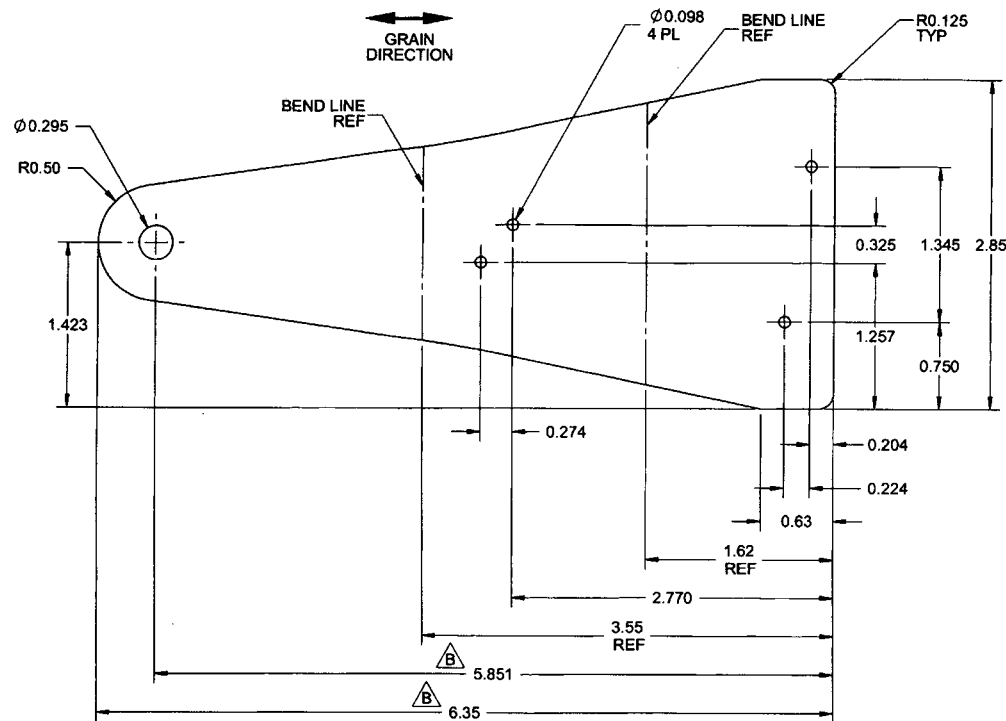 GRAIN
DIRECTION
Ø0.098
4 PL
BEND LINE
REF
R0.125
TYP
BEND LINE
REF
Ø0.295
R0.50
0.325
1.345
2.85
1.423
1.257
0.750
0.274
0.204
0.224
0.63
1.62
REF
2.770
3.55
REF
B
5.851
B
6.35